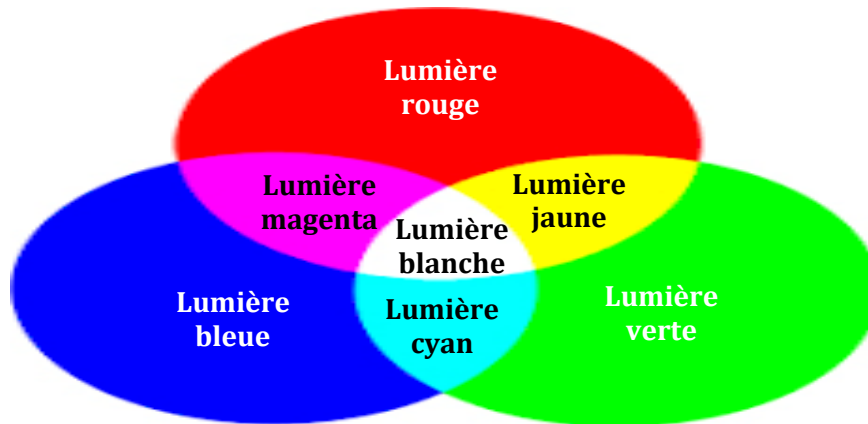 Lumière
rouge
Lumière
magenta
Lumière
jaune
Lumière
blanche
Lumière
bleue
Lumière
cyan
Lumière
verte